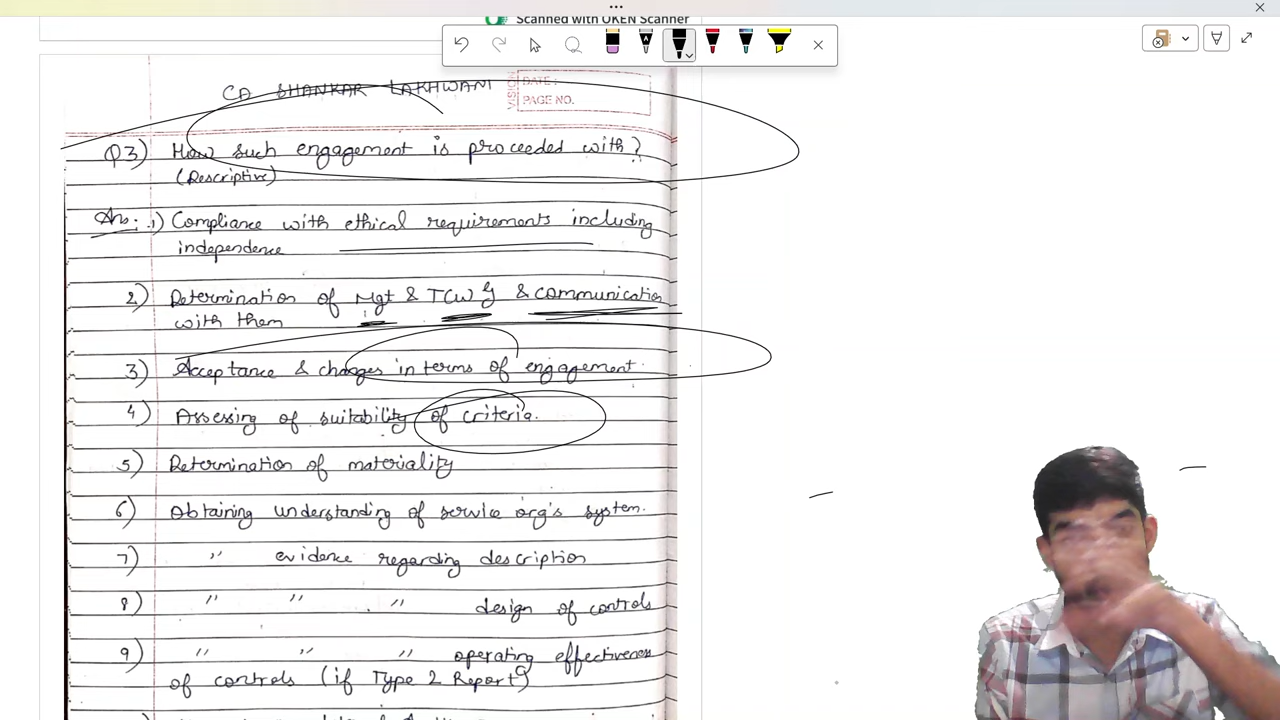 Scanned with OKEN Scanner
CA SHANKAR LAKHWANI
VISION
DATE:
PAGE NO.
Q3) How such engagement is proceeded with?
(Descriptive)
Ans: 1) Compliance with ethical requirements including
independence
2) Determination of Mgt & TCWG & communication
with them
3) Acceptance & changes in terms of engagement.
4) Assessing of suitability of criteria.
5) Determination of materiality
6) Obtaining understanding of service org's system.
7) " evidence regarding description
8) " " " design of controls
9) " " " operating effectiveness
of controls (if Type 2 Report)